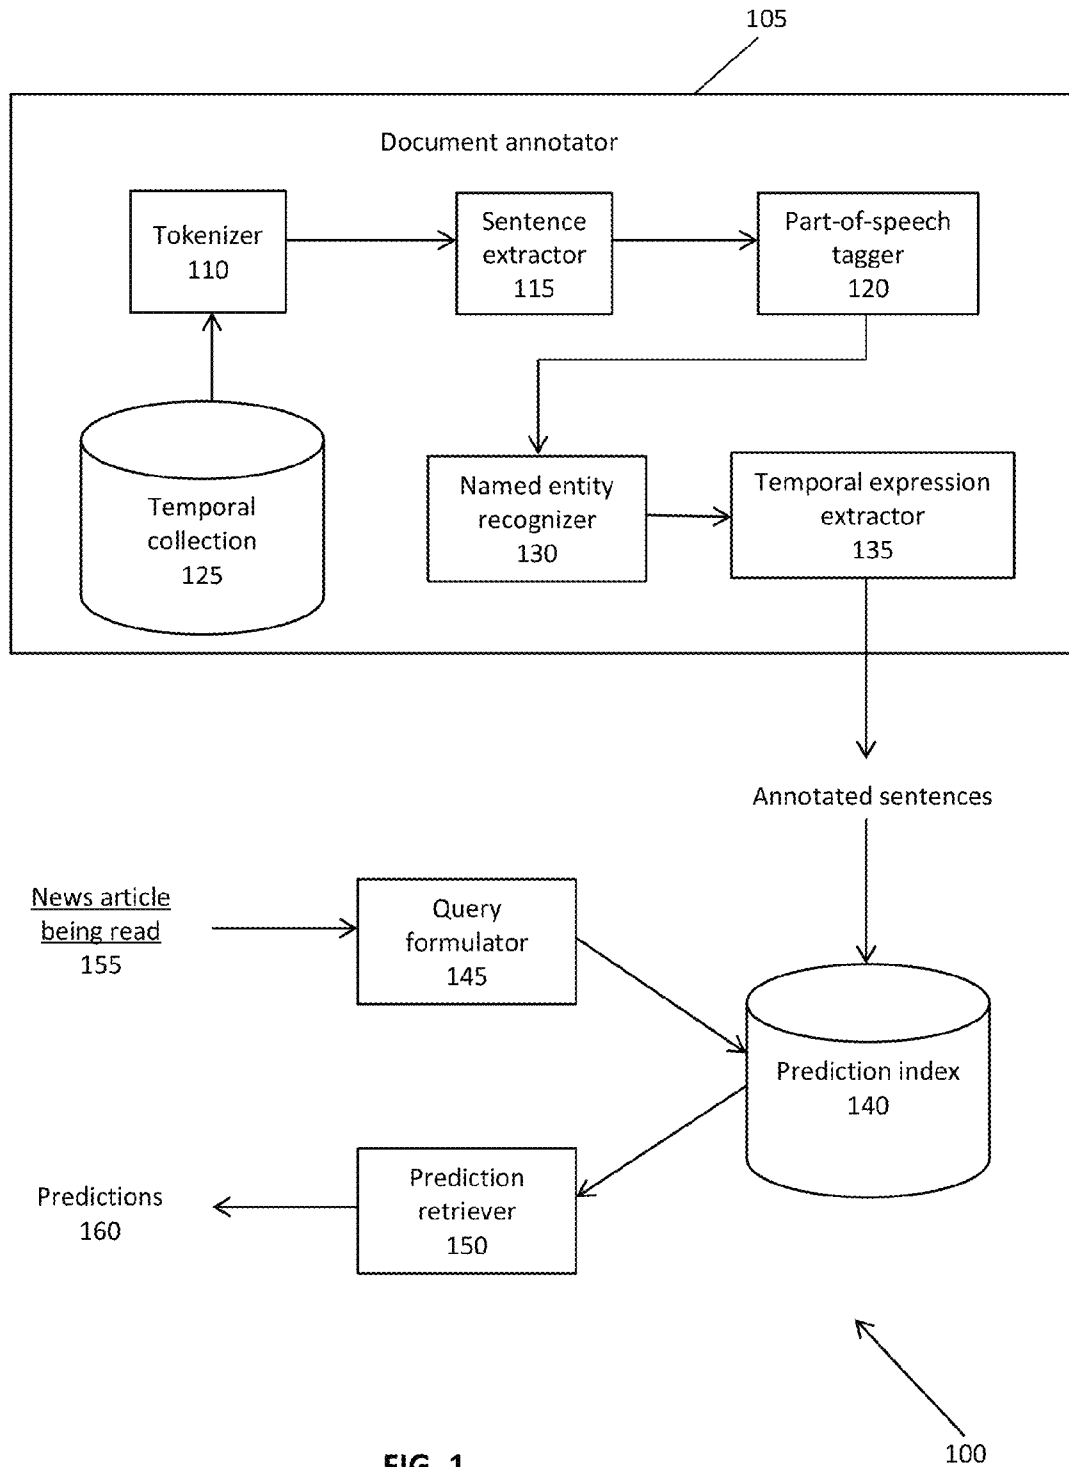 105
Document annotator
Tokenizer
110
Sentence
extractor
115
Part-of-speech
tagger
120
Temporal
collection
125
Named entity
recognizer
130
Temporal expression
extractor
135
Annotated sentences
News article
being read
155
Query
formulator
145
Prediction index
140
Predictions
160
Prediction
retriever
150
100
FIG. 1